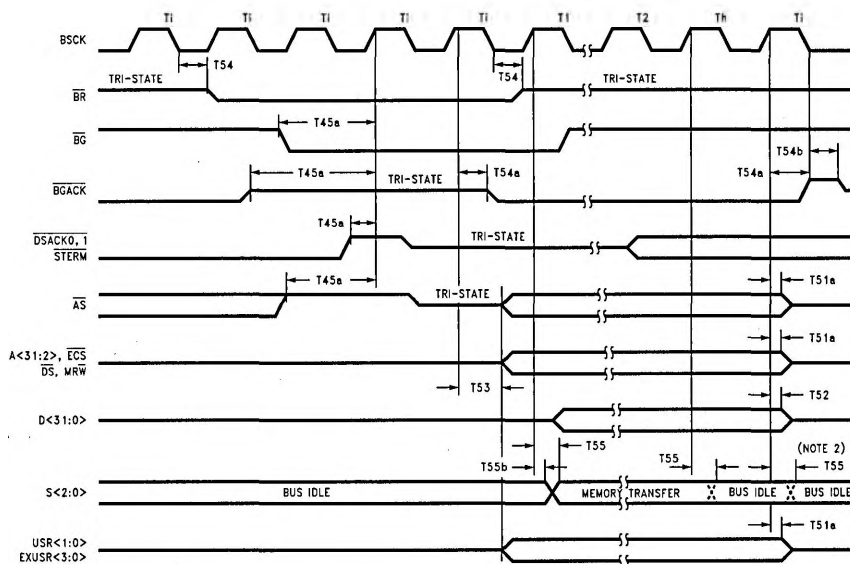 Ti Ti Ti Ti Ti T1 T2 Th Ti
BSCK
T54 T54
TRI-STATE TRI-STATE
BR
T45a
BG
T54b
T45a TRI-STATE T54a T54a
BGACK
T45a
DSACK0, 1 TRI-STATE
STERM
T45a TRI-STATE T51a
AS
T51a
A<31:2>, ECS
DS, MRW
T53 T52
D<31:0>
(NOTE 2)
T55 T55 T55
T55b
S<2:0> BUS IDLE MEMORY TRANSFER BUS IDLE BUS IDLE
T51a
USR<1:0>
EXUSR<3:0>